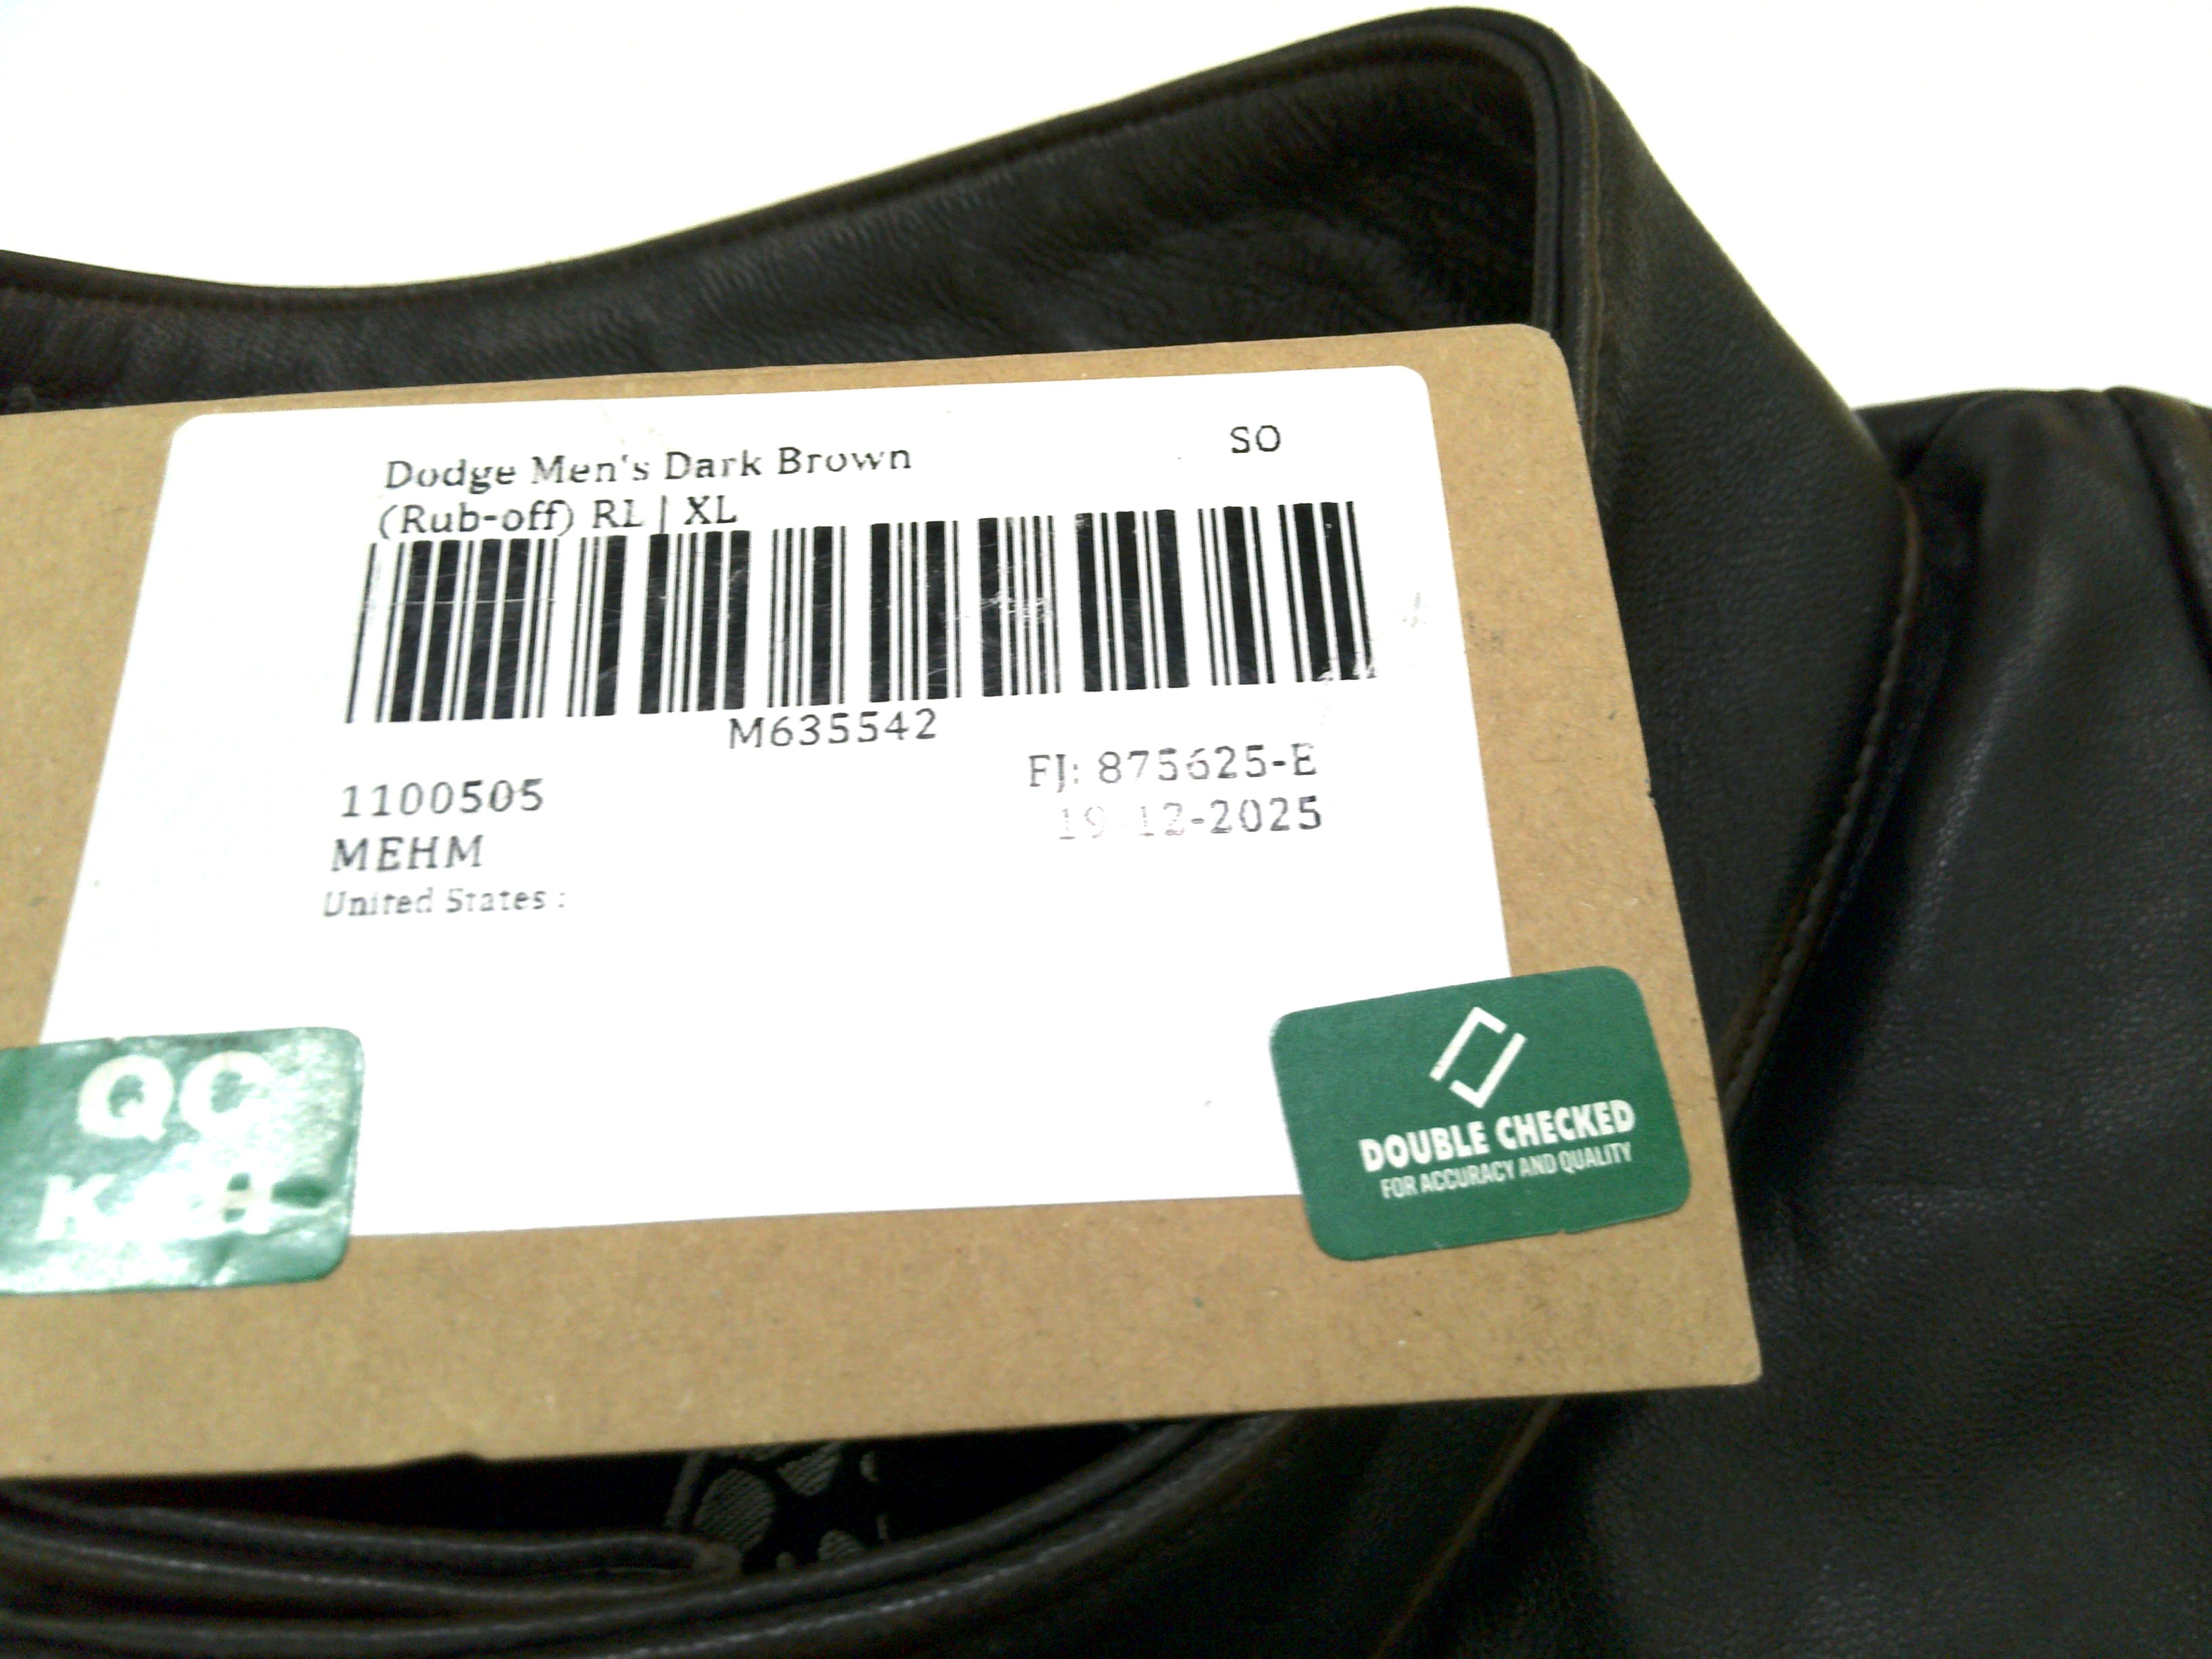 Dodge Men's Dark Brown
SO
(Rub-off) RL | XL
M635542
1100505
FJ: 875625-E
MEHM
19-12-2025
United States :
QC
DOUBLE CHECKED
FOR ACCURACY AND QUALITY